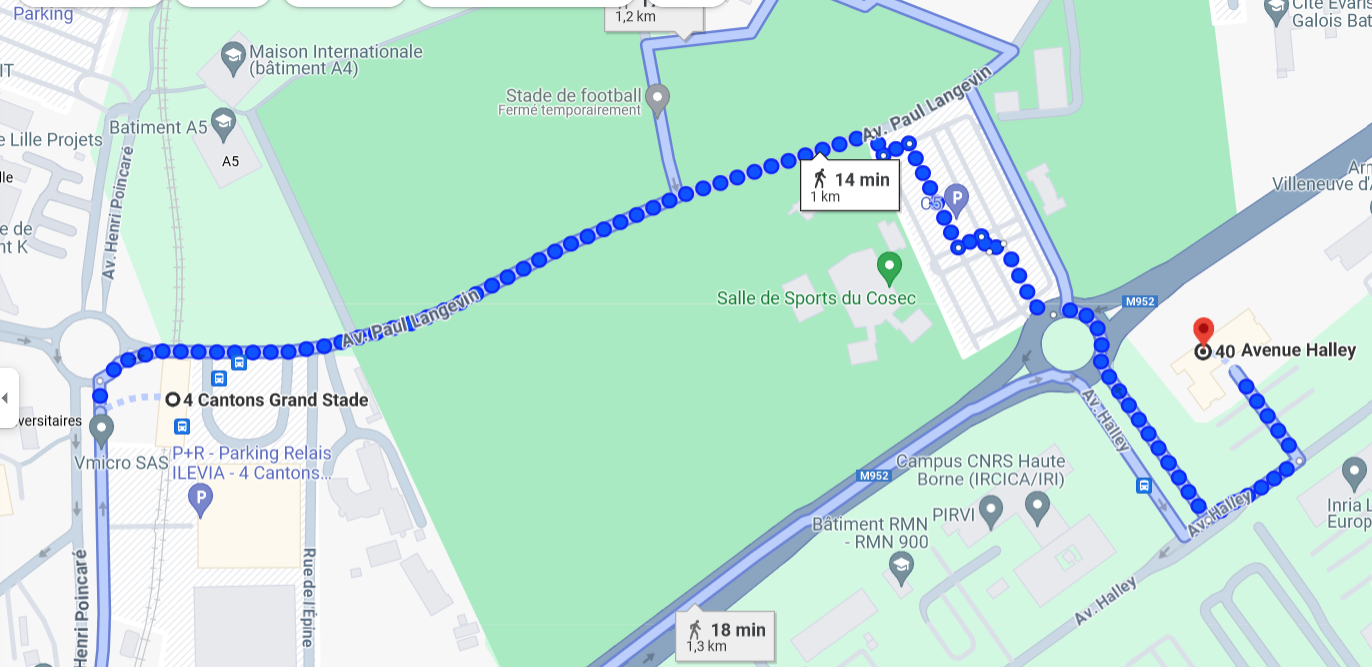 Parking
1,2 km
Galois Bat
Maison Internationale
(bâtiment A4)
IT
Stade de football
Fermé temporairement
Av. Paul Langevin
e Lille Projets
Batiment A5
A5
lle
Av. Henri Poincaré
14 min
1 km
C5
P
Villeneuve d'A
e de
nt K
Salle de Sports du Cosec
M952
Av. Paul Langevin
40 Avenue Halley
4 Cantons Grand Stade
versitaires
Av. Halley
Vmicro SAS
P+R - Parking Relais
ILEVIA - 4 Cantons...
P
M952
Campus CNRS Haute
Borne (IRCICA/IRI)
PIRVI
Bâtiment RMN
- RMN 900
Av. Halley
Inria L
Europ
Henri Poincaré
Rue de l'Épine
Av. Halley
18 min
1,3 km